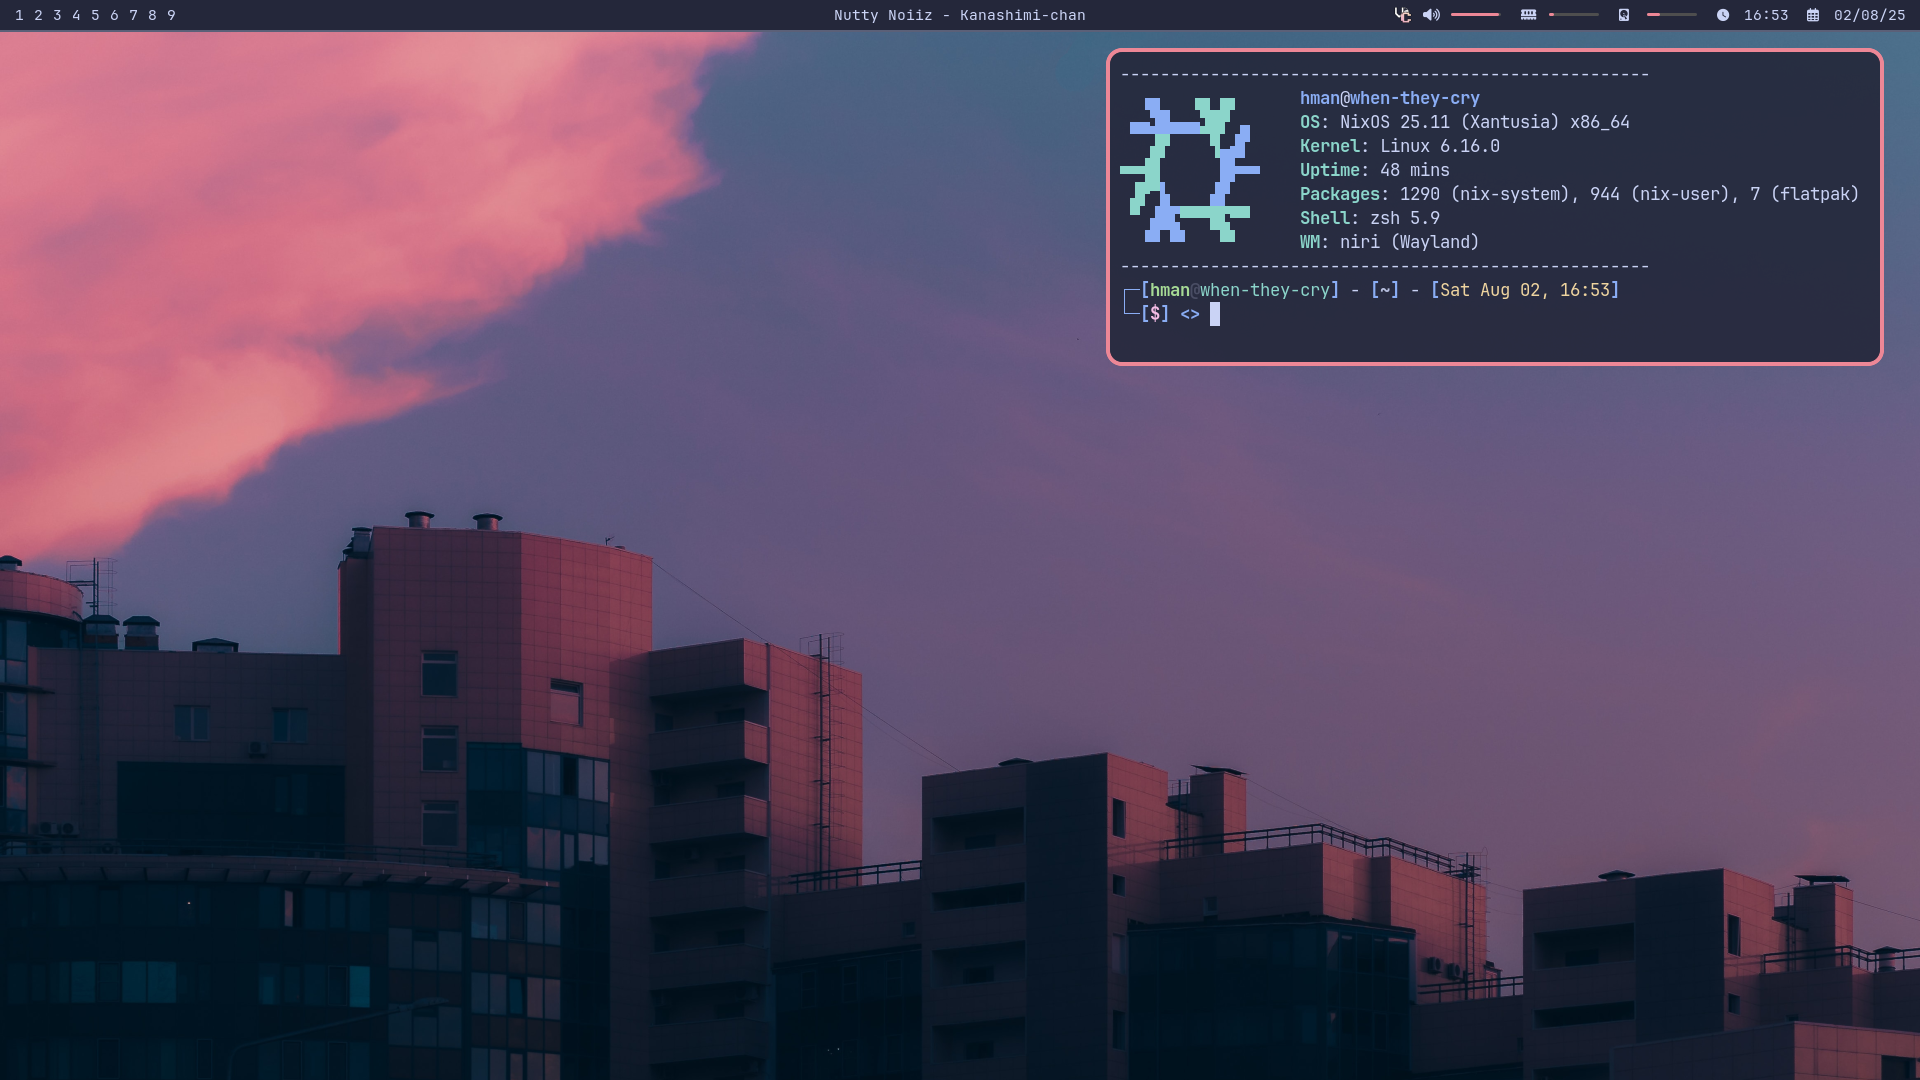 1 2 3 4 5 6 7 8 9
Nutty Noiiz - Kanashimi-chan
16:53
02/08/25
-----------------------------------------------------
hman@when-they-cry
OS: NixOS 25.11 (Xantusia) x86_64
Kernel: Linux 6.16.0
Uptime: 48 mins
Packages: 1290 (nix-system), 944 (nix-user), 7 (flatpak)
Shell: zsh 5.9
WM: niri (Wayland)
-----------------------------------------------------
┌─[hman@when-they-cry] - [~] - [Sat Aug 02, 16:53]
└─[$] <>